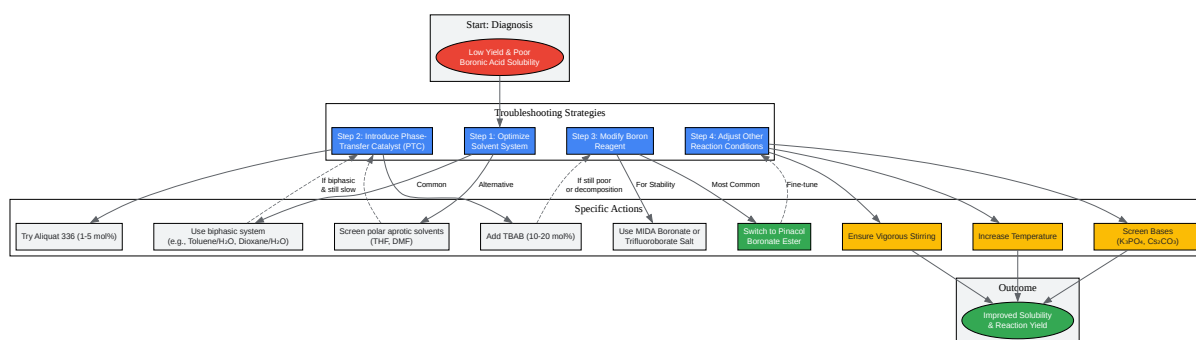 Start: Diagnosis
Low Yield & Poor
Boronic Acid Solubility
Troubleshooting Strategies
Step 2: Introduce Phase-
Transfer Catalyst (PTC)
Step 1: Optimize
Solvent System
Step 3: Modify Boron
Reagent
Step 4: Adjust Other
Reaction Conditions
If biphasic
& still slow
Common
Alternative
If still poor
or decomposition
For Stability
Most Common
Fine-tune
Specific Actions
Try Aliquat 336 (1-5 mol%)
Use biphasic system
(e.g., Toluene/H₂O, Dioxane/H₂O)
Screen polar aprotic solvents
(THF, DMF)
Add TBAB (10-20 mol%)
Use MIDA Boronate or
Trifluoroborate Salt
Switch to Pinacol
Boronate Ester
Ensure Vigorous Stirring
Increase Temperature
Screen Bases
(K₃PO₄, Cs₂CO₃)
Outcome
Improved Solubility
& Reaction Yield